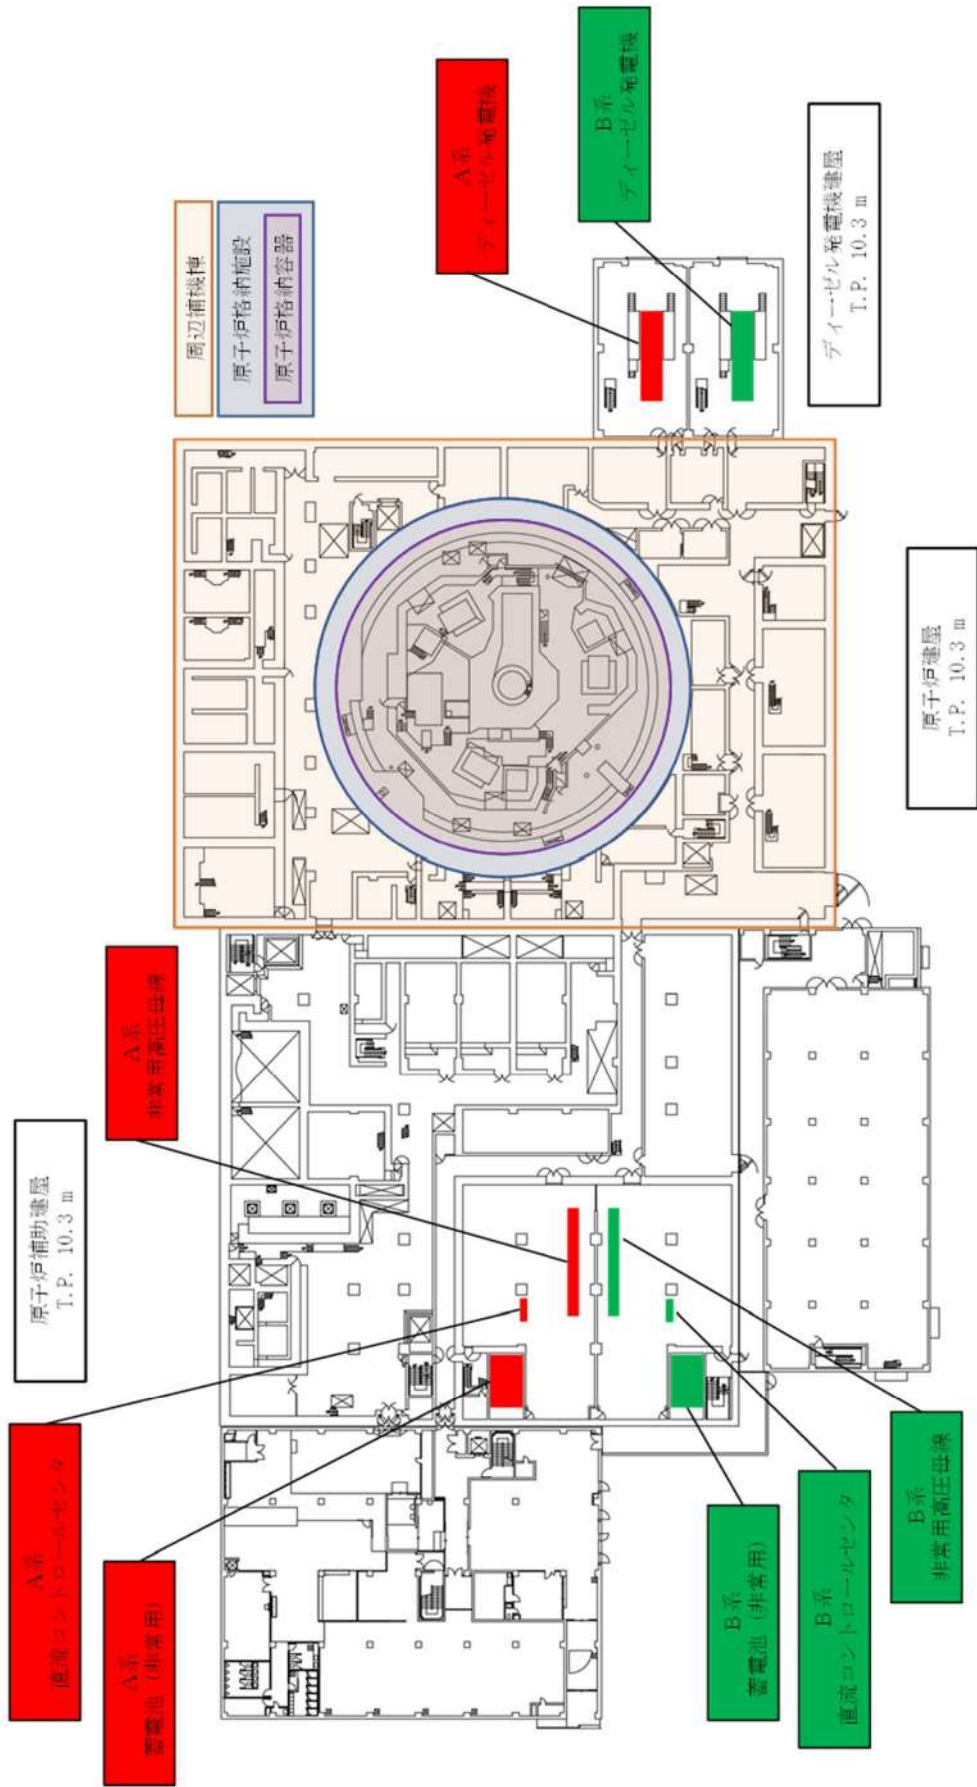 A系
直流コントロールセンタ
A系
蓄電池（非常用）
原子炉補助建屋
T.P. 10.3 m
A系
非常用高圧母線
周辺補機棟
原子炉格納施設
原子炉格納容器
A系
ディーゼル発電機
B系
ディーゼル発電機
ディーゼル発電機建屋
T.P. 10.3 m
原子炉建屋
T.P. 10.3 m
B系
蓄電池（非常用）
B系
直流コントロールセンタ
B系
非常用高圧母線